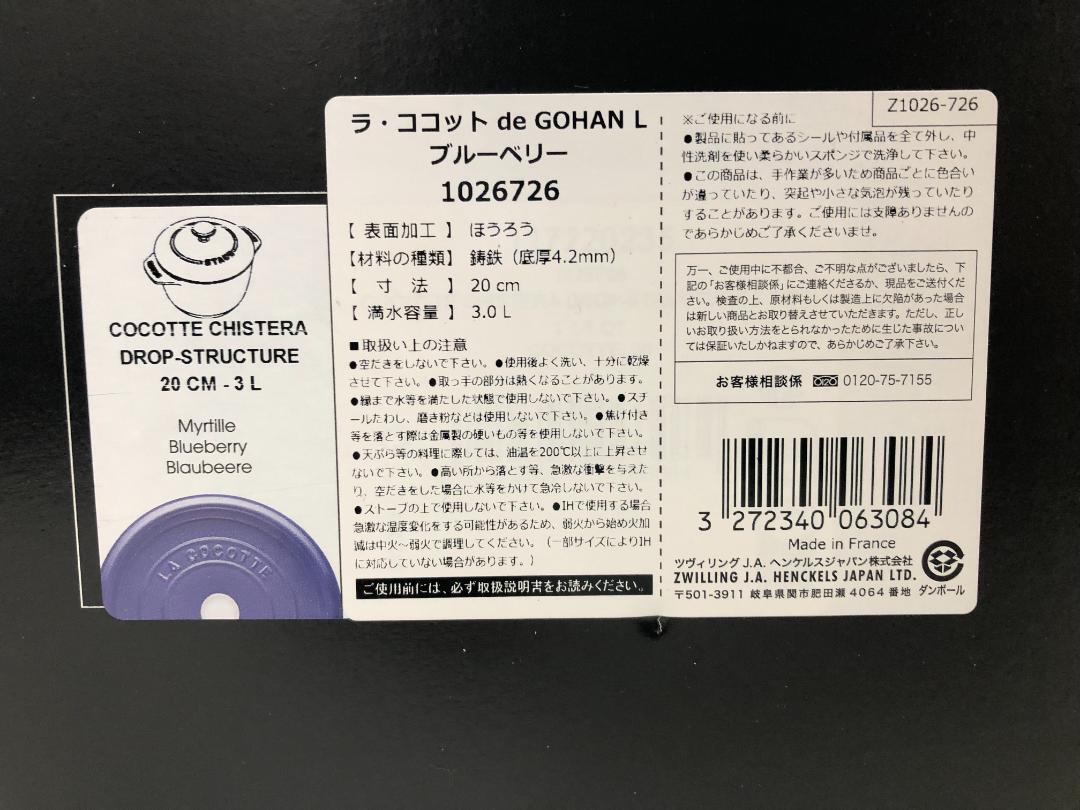 STAUB
COCOTTE CHISTERA
DROP-STRUCTURE
20 CM - 3 L
Myrtille
Blueberry
Blaubeere
LA COCOTTE
ラ・ココット de GOHAN L
ブルーベリー
1026726
【 表面加工 】 ほうろう
【材料の種類】 鋳鉄（底厚4.2mm）
【 寸 法 】 20 cm
【 満水容量 】 3.0 L
■取扱い上の注意
●空だきをしないで下さい。●使用後よく洗い、十分に乾燥
させて下さい。●取っ手の部分は熱くなることがあります。
●縁まで水等を満たした状態で使用しないで下さい。●スチ
ールたわし、磨き粉などは使用しないで下さい。●焦げ付き
等を落とす際は金属製の硬いもの等を使用しないで下さい。
●天ぷら等の料理に際しては、油温を200℃以上に上昇させ
ないで下さい。●高い所から落とす等、急激な衝撃を与えた
り、空だきをした場合に水等をかけて急冷しないで下さい。
●ストーブの上で使用しないで下さい。●IHで使用する場合
急激な温度変化をする可能性があるため、弱火から始め火加
減は中火～弱火で調理してください。（一部サイズによりIH
に対応していない場合があります。）
ご使用前には、必ず取扱説明書をお読みください。
Z1026-726
※ご使用になる前に
●製品に貼ってあるシールや付属品を全て外し、中
性洗剤を使い柔らかいスポンジで洗浄して下さい。
●この商品は、手作業が多いため商品ごとに色合い
が違っていたり、突起や小さな気泡が残っていたり
することがあります。ご使用には支障ありませんの
であらかじめご了承くださいませ。
万一、ご使用中に不都合、ご不明な点がございましたら、下
記の「お客様相談係」にご連絡くださるか、現品をご送付くだ
さい。検査の上、原材料もしくは製造上に欠陥があった場合
は新しい商品とお取り替えさせていただきます。ただし、正し
いお取り扱い方法をとられなかったために生じた事故につい
ては保証いたしかねますので、あらかじめご了承下さい。
お客様相談係 0120-75-7155
3 272340 063084
Made in France
ツヴィリング J.A. ヘンケルスジャパン株式会社
ZWILLING J.A. HENCKELS JAPAN LTD.
〒501-3911 岐阜県関市肥田瀬 4064 番地 ダンボール